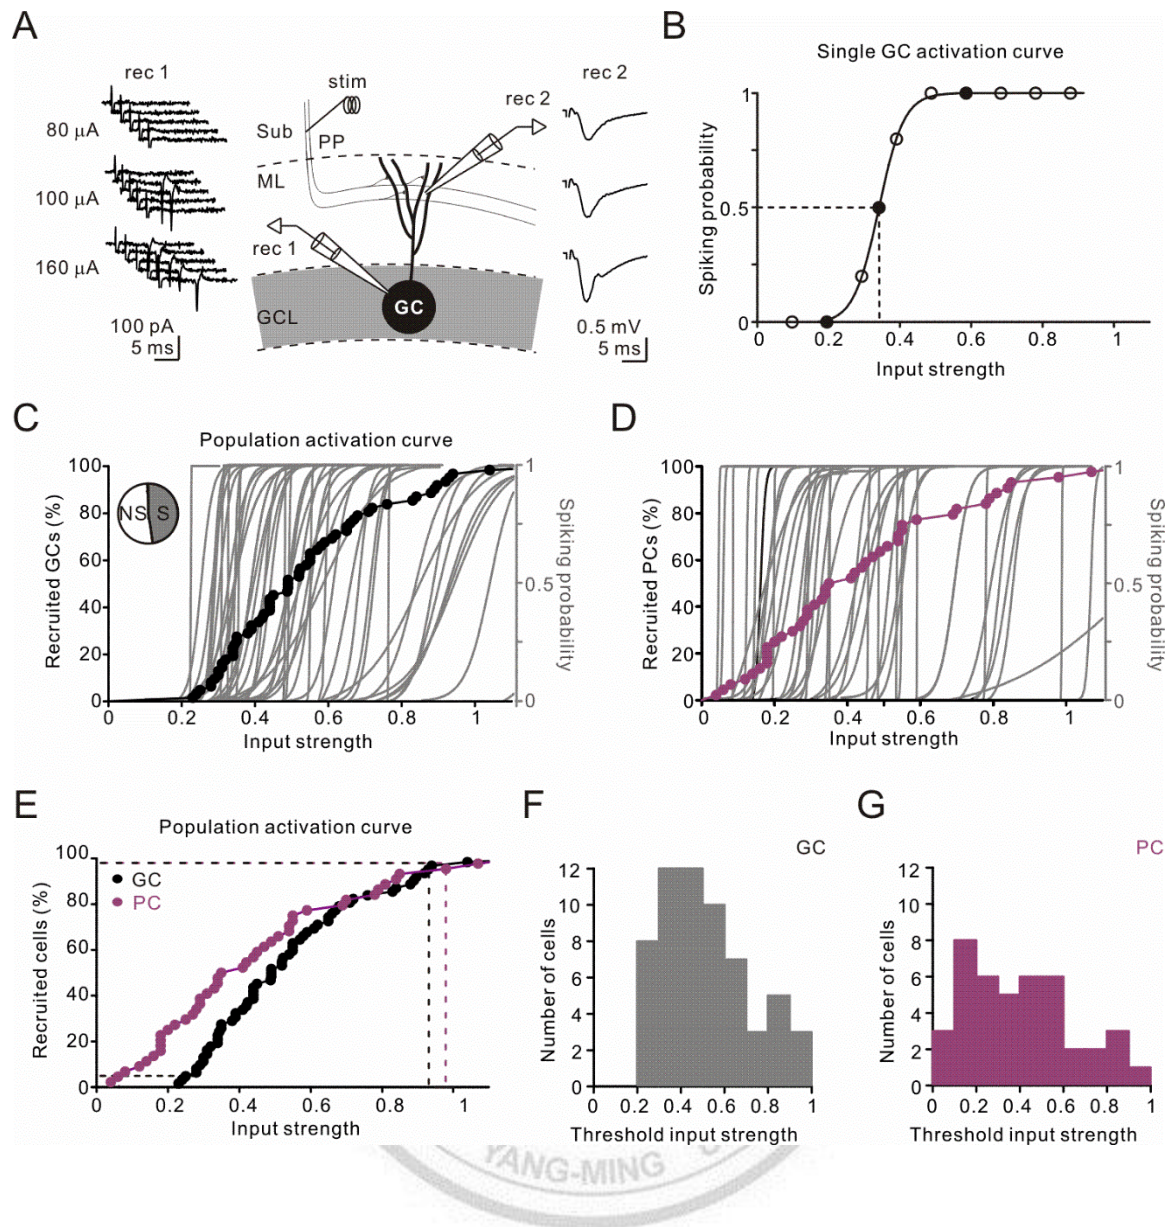 A
rec 1
80 μA
100 μA
160 μA
100 pA
5 ms
stim
Sub
PP
ML
rec 1
GCL
GC
rec 2
rec 2
0.5 mV
5 ms
B
Single GC activation curve
Spiking probability
1
0.5
0
0 0.2 0.4 0.6 0.8 1
Input strength
C
Population activation curve
Recruited GCs (%)
100
80
60
40
20
0
NS S
0 0.2 0.4 0.6 0.8 1
Input strength
1
0.5
0
Spiking probability
D
Recruited PCs (%)
100
80
60
40
20
0
0 0.2 0.4 0.6 0.8 1
Input strength
1
0.5
0
Spiking probability
E
Population activation curve
Recruited cells (%)
100
80
60
40
20
0
GC
PC
0 0.2 0.4 0.6 0.8 1
Input strength
F
GC
Number of cells
12
10
8
6
4
2
0
0 0.2 0.4 0.6 0.8 1
Threshold input strength
G
PC
Number of cells
12
10
8
6
4
2
0
0 0.2 0.4 0.6 0.8 1
Threshold input strength
YANG-MING